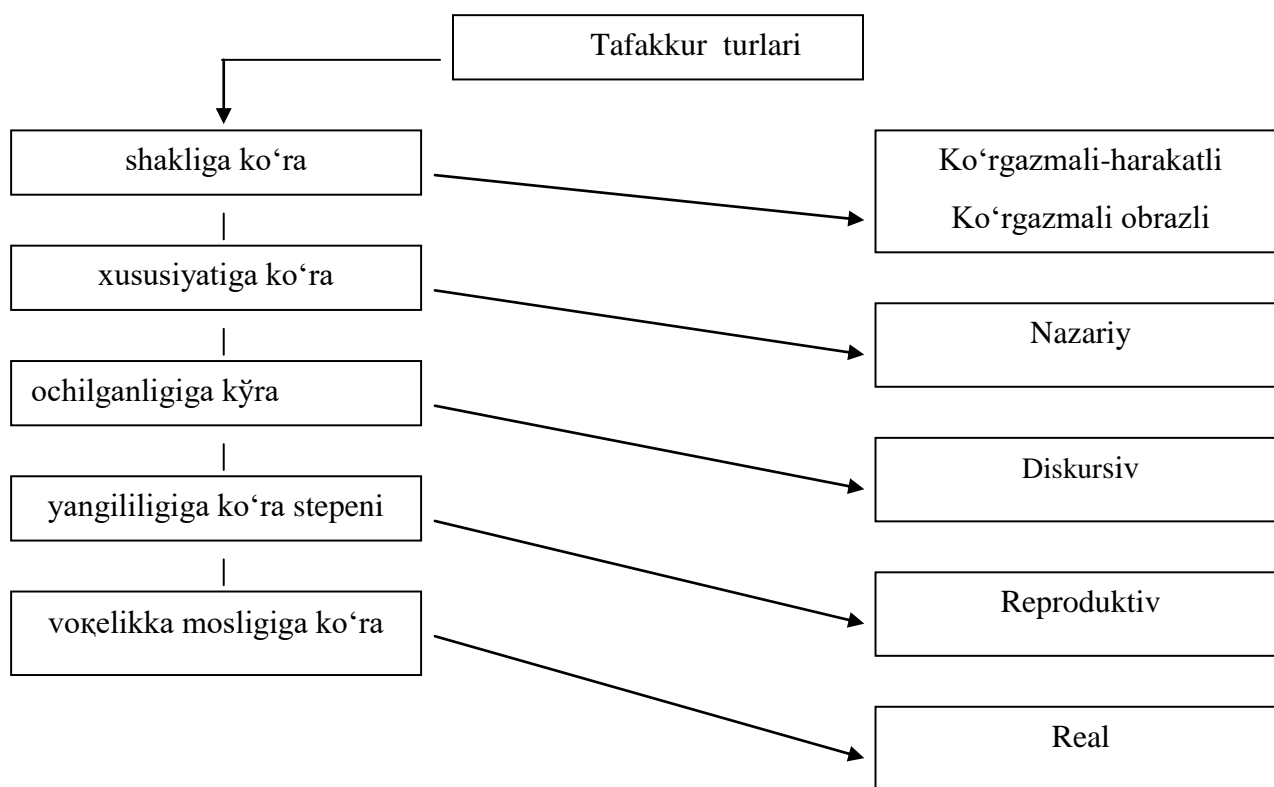 Tafakkur turlari
shakliga ko‘ra
Ko‘rgazmali-harakatli
Ko‘rgazmali obrazli
xususiyatiga ko‘ra
Nazariy
ochilganligiga kўra
Diskursiv
yangililigiga ko‘ra stepeni
Reproduktiv
voқelikka mosligiga ko‘ra
Real